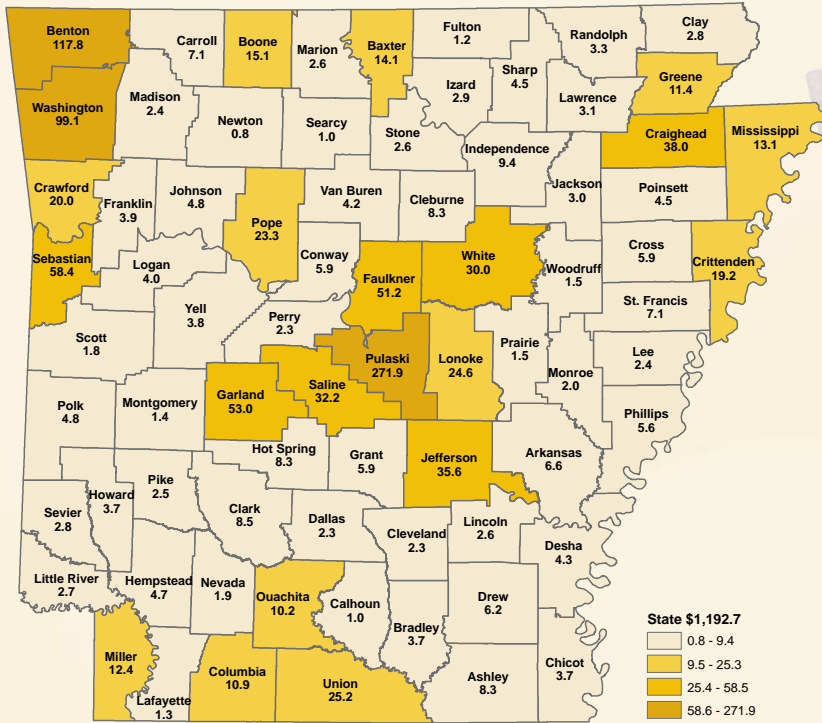 Benton
117.8
Carroll
7.1
Boone
15.1
Marion
2.6
Baxter
14.1
Fulton
1.2
Randolph
3.3
Clay
2.8
Washington
99.1
Madison
2.4
Newton
0.8
Searcy
1.0
Stone
2.6
Izard
2.9
Sharp
4.5
Lawrence
3.1
Greene
11.4
Independence
9.4
Craighead
38.0
Mississippi
13.1
Crawford
20.0
Franklin
3.9
Johnson
4.8
Pope
23.3
Van Buren
4.2
Cleburne
8.3
Jackson
3.0
Poinsett
4.5
Sebastian
58.4
Logan
4.0
Conway
5.9
Faulkner
51.2
White
30.0
Woodruff
1.5
Cross
5.9
Crittenden
19.2
Scott
1.8
Yell
3.8
Perry
2.3
Pulaski
271.9
Lonoke
24.6
Prairie
1.5
Monroe
2.0
St. Francis
7.1
Lee
2.4
Polk
4.8
Montgomery
1.4
Garland
53.0
Saline
32.2
Phillips
5.6
Hot Spring
8.3
Grant
5.9
Jefferson
35.6
Arkansas
6.6
Sevier
2.8
Howard
3.7
Pike
2.5
Clark
8.5
Dallas
2.3
Cleveland
2.3
Lincoln
2.6
Desha
4.3
Little River
2.7
Hempstead
4.7
Nevada
1.9
Ouachita
10.2
Calhoun
1.0
Bradley
3.7
Drew
6.2
Miller
12.4
Lafayette
1.3
Columbia
10.9
Union
25.2
Ashley
8.3
Chicot
3.7
State $1,192.7
0.8 - 9.4
9.5 - 25.3
25.4 - 58.5
58.6 - 271.9